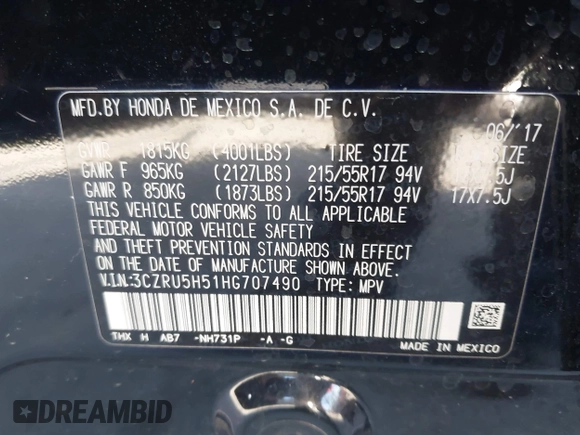 MFD.BY HONDA DE MEXICO S.A. DE C.V.
06/'17
GVWR 1815KG (4001LBS) TIRE SIZE SIZE
GAWR F 965KG (2127LBS) 215/55R17 94V 5J
GAWR R 850KG (1873LBS) 215/55R17 94V 17X7.5J
THIS VEHICLE CONFORMS TO ALL APPLICABLE
FEDERAL MOTOR VEHICLE SAFETY
AND THEFT PREVENTION STANDARDS IN EFFECT
ON THE DATE OF MANUFACTURE SHOWN ABOVE.
V.I.N:3CZRU5H51HG707490 TYPE: MPV
THX H AB7 -NH731P -A -G
MADE IN MEXICO
DREAMBID